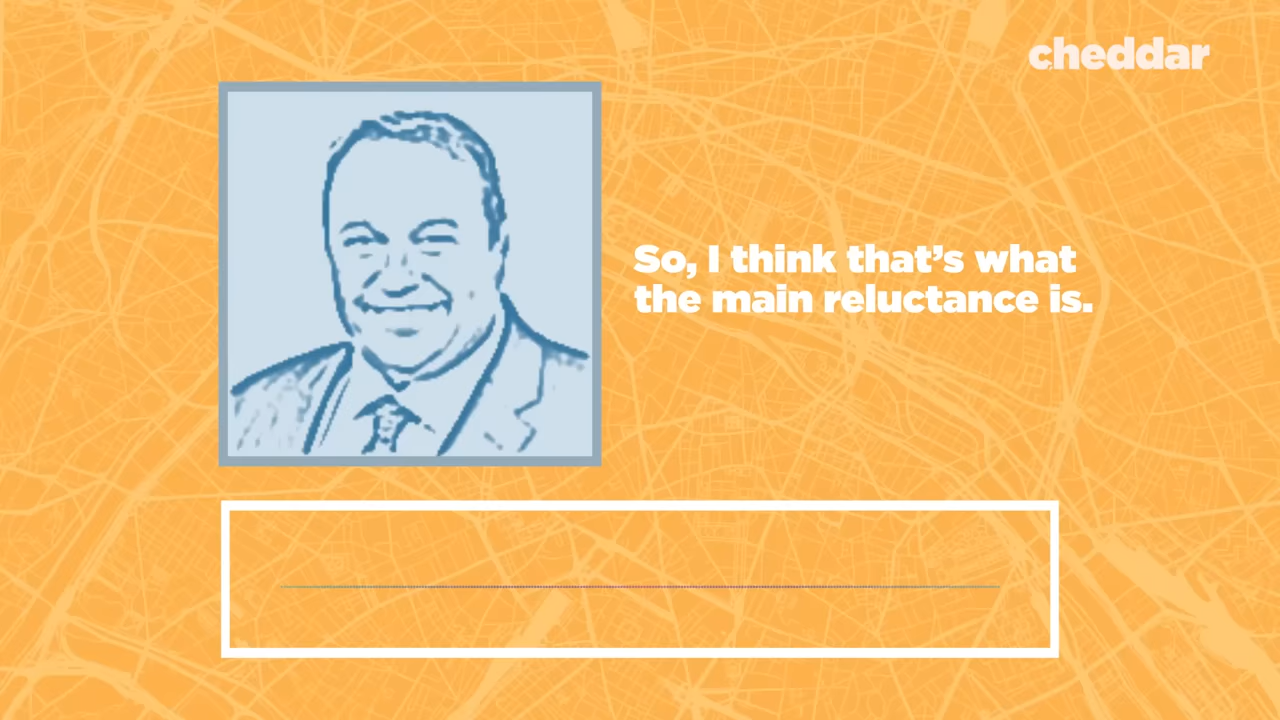 cheddar
So, I think that’s what
the main reluctance is.